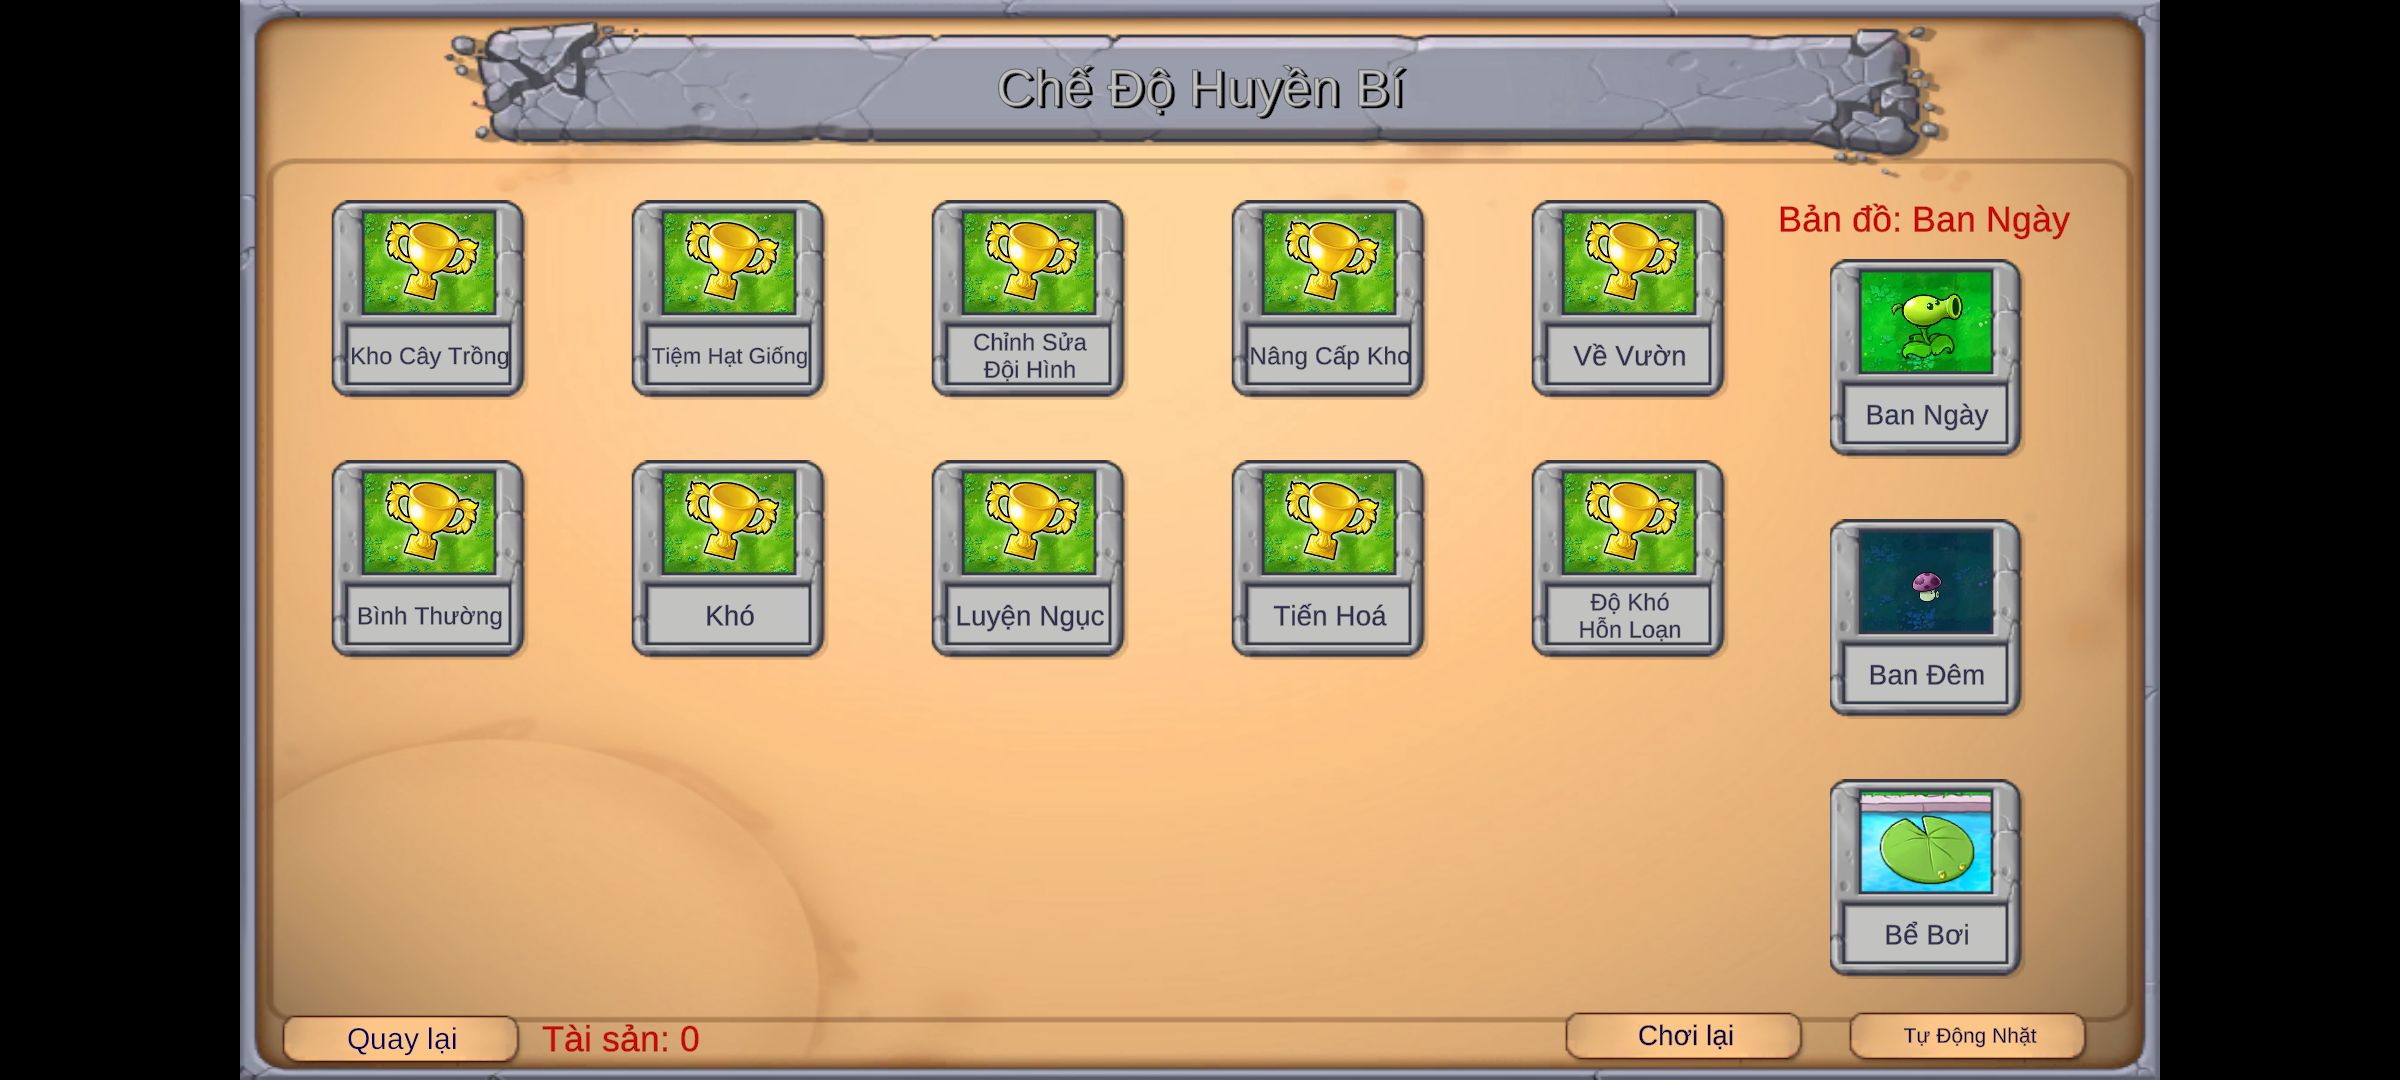 Chế Độ Huyền Bí
Kho Cây Trồng
Tiệm Hạt Giống
Chỉnh Sửa
Đội Hình
Nâng Cấp Kho
Về Vườn
Bản đồ: Ban Ngày
Ban Ngày
Bình Thường
Khó
Luyện Ngục
Tiến Hoá
Độ Khó
Hỗn Loạn
Ban Đêm
Bể Bơi
Quay lại
Tài sản: 0
Chơi lại
Tự Động Nhặt